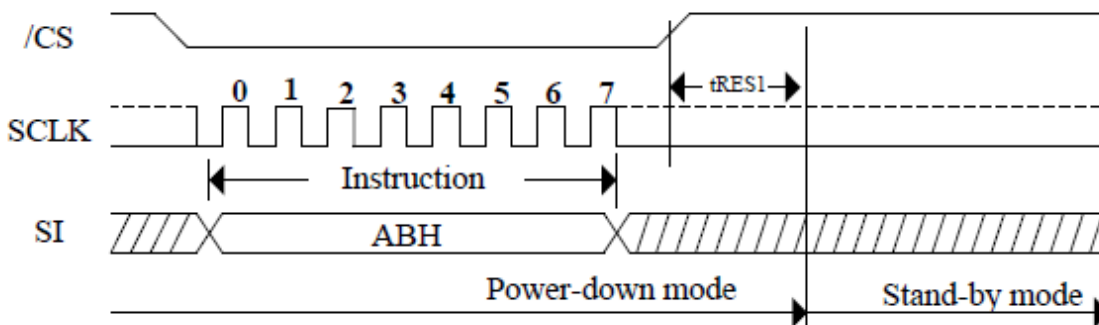 /CS
0 1 2 3 4 5 6 7
tRES1
SCLK
Instruction
SI
ABH
Power-down mode
Stand-by mode